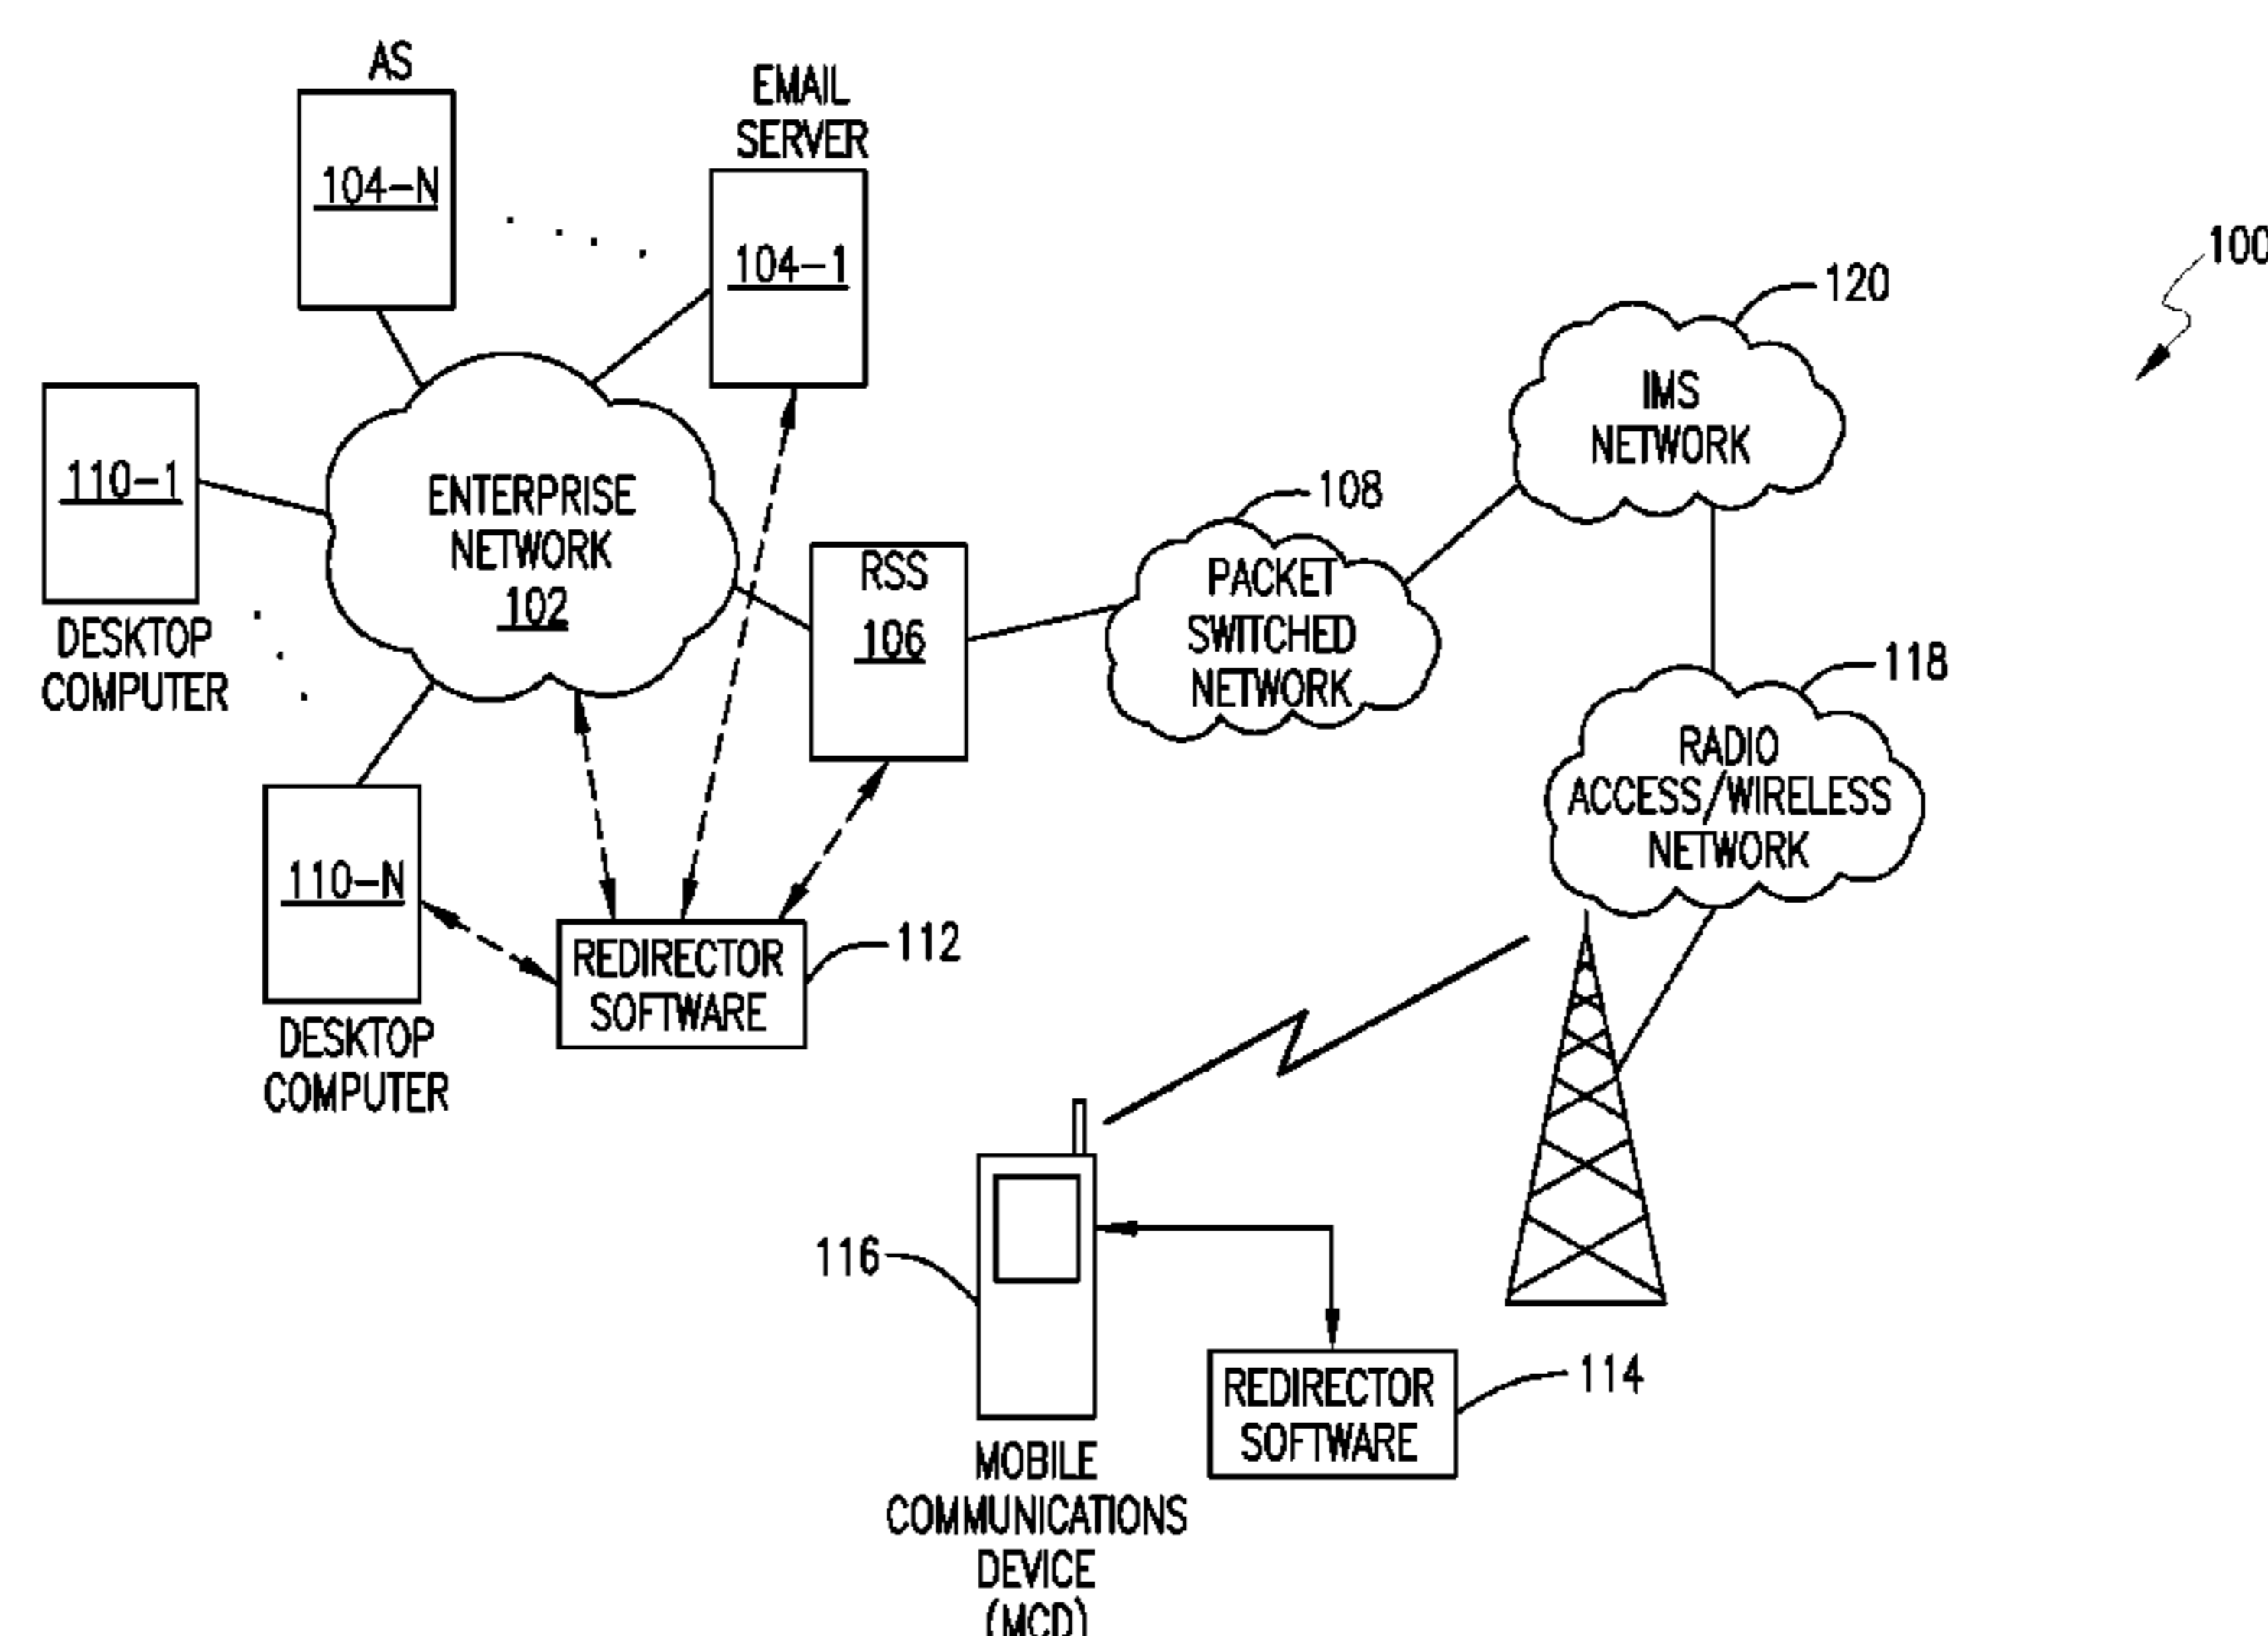 AS
104-N
EMAIL
SERVER
104-1
100
120
IMS
NETWORK
110-1
DESKTOP
COMPUTER
ENTERPRISE
NETWORK
102
RSS
106
108
PACKET
SWITCHED
NETWORK
118
RADIO
ACCESS/WIRELESS
NETWORK
110-N
DESKTOP
COMPUTER
REDIRECTOR
SOFTWARE
112
116
MOBILE
COMMUNICATIONS
DEVICE
(MCD)
REDIRECTOR
SOFTWARE
114